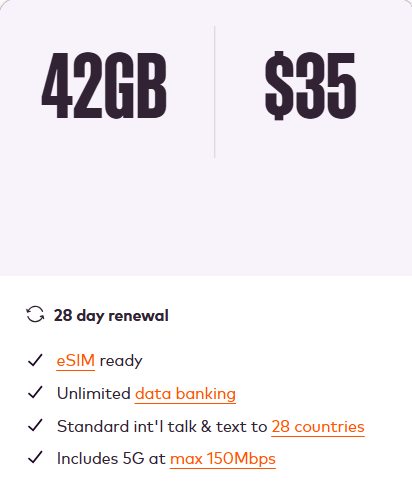 42GB
$35
28 day renewal
eSIM ready
Unlimited data banking
Standard int'l talk & text to 28 countries
Includes 5G at max 150Mbps